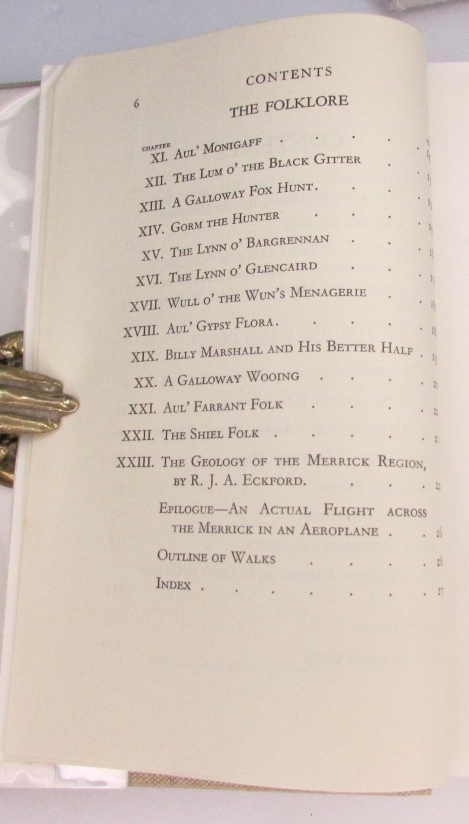 6
CONTENTS
THE FOLKLORE
CHAPTER
XI. AUL' MONIGAFF . . . .
XII. THE LUM O' THE BLACK GITTER . .
XIII. A GALLOWAY FOX HUNT. . . .
XIV. GORM THE HUNTER . . .
XV. THE LYNN O' BARGRENNAN . . .
XVI. THE LYNN O' GLENCAIRD . . .
XVII. WULL O' THE WUN'S MENAGERIE . .
XVIII. AUL' GYPSY FLORA. . . . .
XIX. BILLY MARSHALL AND HIS BETTER HALF .
XX. A GALLOWAY WOOING . . . .
XXI. AUL' FARRANT FOLK . . . .
XXII. THE SHIEL FOLK . . . . .
XXIII. THE GEOLOGY OF THE MERRICK REGION,
BY R. J. A. ECKFORD. . . .
EPILOGUE—AN ACTUAL FLIGHT ACROSS
THE MERRICK IN AN AEROPLANE . .
OUTLINE OF WALKS . . . .
INDEX . . . . . . .